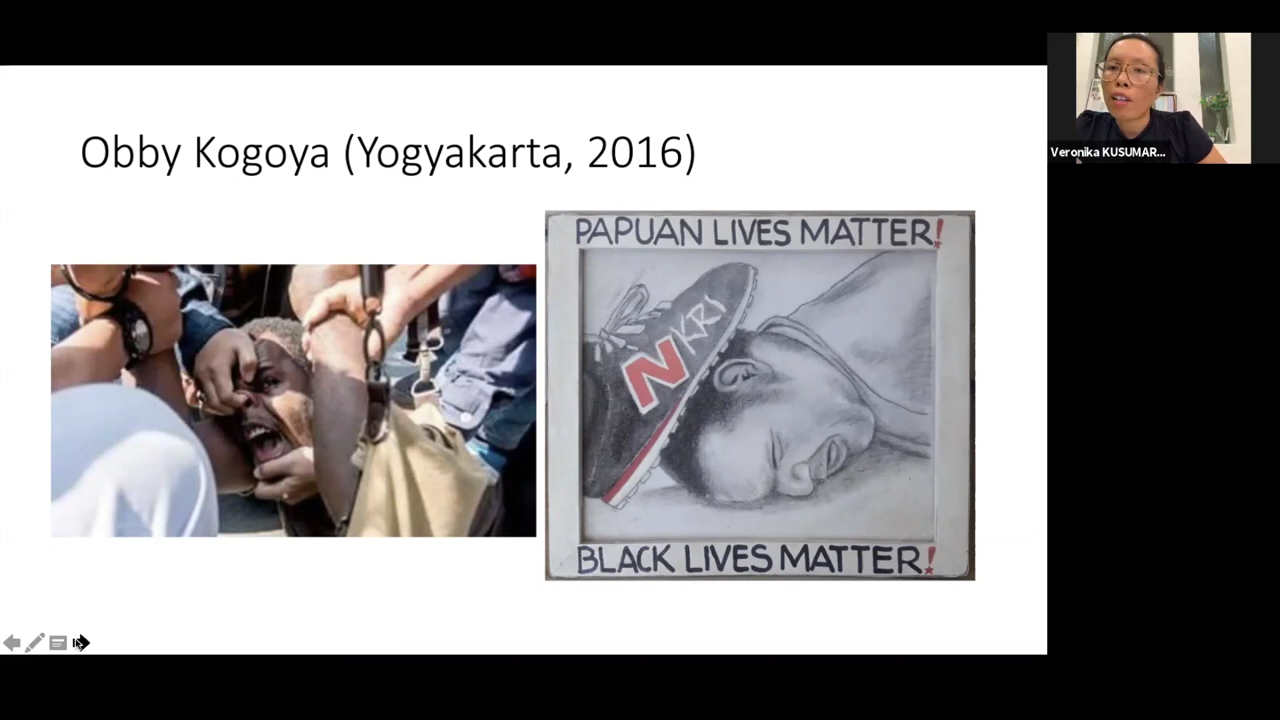 Obby Kogoya (Yogyakarta, 2016)
Veronika KUSUMAR...
PAPUAN LIVES MATTER!
N NKRI
BLACK LIVES MATTER!